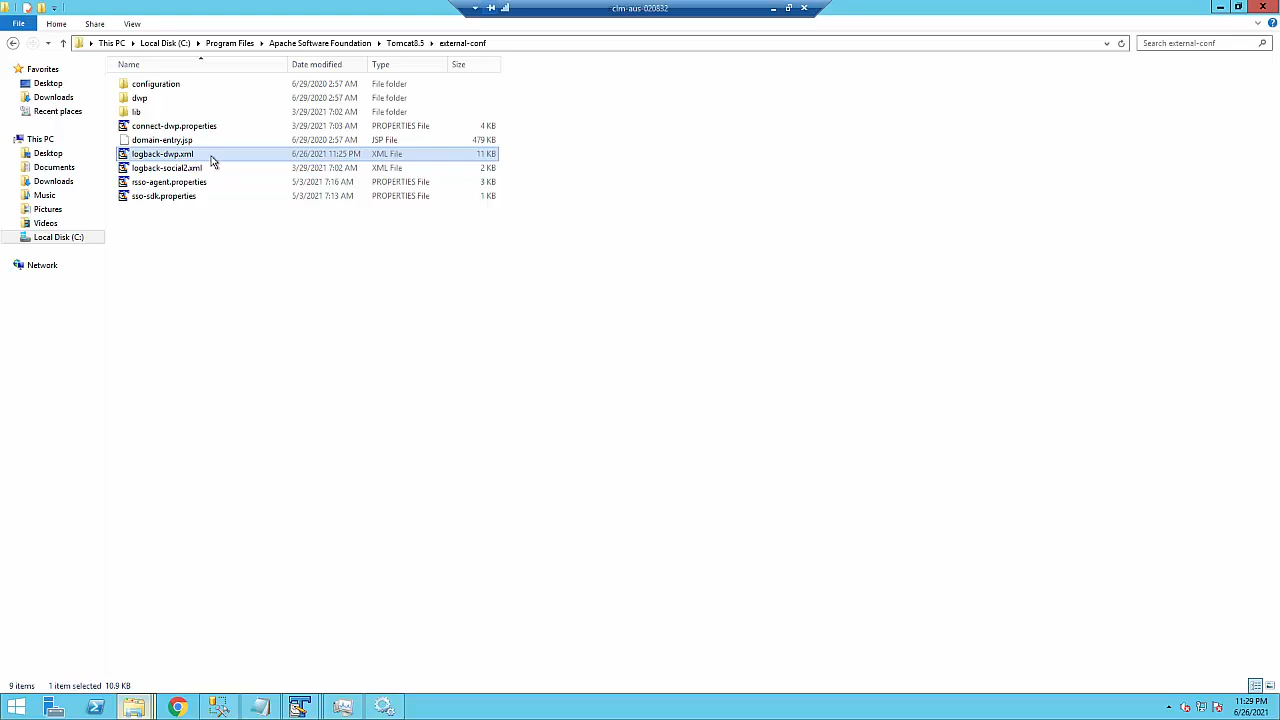 clm-aus-020832
File Home Share View
This PC Local Disk (C:) Program Files Apache Software Foundation Tomcat8.5 external-conf Search external-conf
Name Date modified Type Size
Favorites
Desktop
Downloads
Recent places
This PC
Desktop
Documents
Downloads
Music
Pictures
Videos
Local Disk (C:)
Network
configuration 6/29/2020 2:57 AM File folder
dwp 6/29/2020 2:57 AM File folder
lib 3/29/2021 7:02 AM File folder
connect-dwp.properties 3/29/2021 7:03 AM PROPERTIES File 4 KB
domain-entry.jsp 6/29/2020 2:57 AM JSP File 479 KB
logback-dwp.xml 6/26/2021 11:25 PM XML File 11 KB
logback-social2.xml 3/29/2021 7:02 AM XML File 2 KB
rsso-agent.properties 5/3/2021 7:16 AM PROPERTIES File 3 KB
sso-sdk.properties 5/3/2021 7:13 AM PROPERTIES File 1 KB
9 items 1 item selected 10.9 KB
11:29 PM
6/26/2021